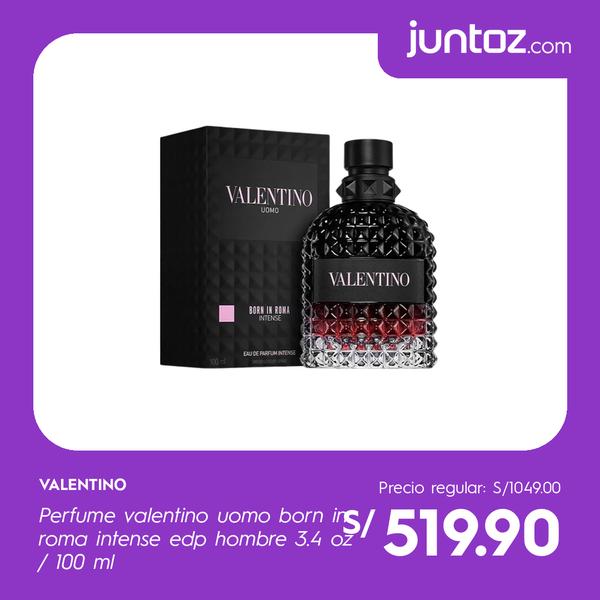 juntoz.com
VALENTINO
UOMO
BORN IN ROMA
INTENSE
EAU DE PARFUM INTENSE
100 ml
VALENTINO
VALENTINO
Perfume valentino uomo born in
roma intense edp hombre 3.4 oz
/ 100 ml
Precio regular: S/1049.00
S/ 519.90